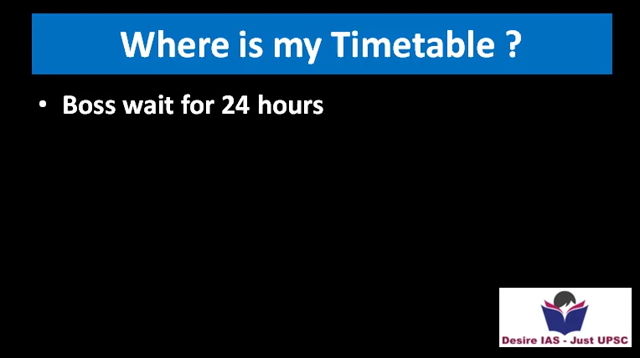 Where is my Timetable ?
• Boss wait for 24 hours
Desire IAS - Just UPSC